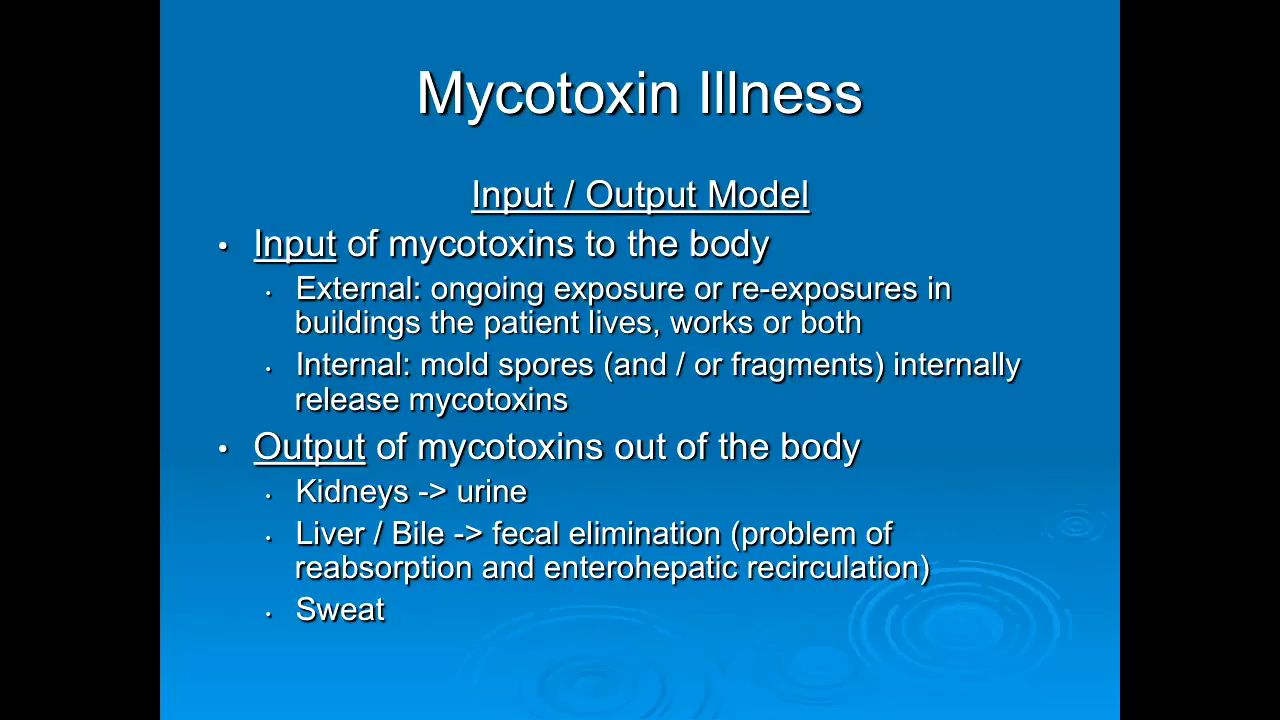 Mycotoxin Illness
Input / Output Model
• Input of mycotoxins to the body
• External: ongoing exposure or re-exposures in
buildings the patient lives, works or both
• Internal: mold spores (and / or fragments) internally
release mycotoxins
• Output of mycotoxins out of the body
• Kidneys -> urine
• Liver / Bile -> fecal elimination (problem of
reabsorption and enterohepatic recirculation)
• Sweat